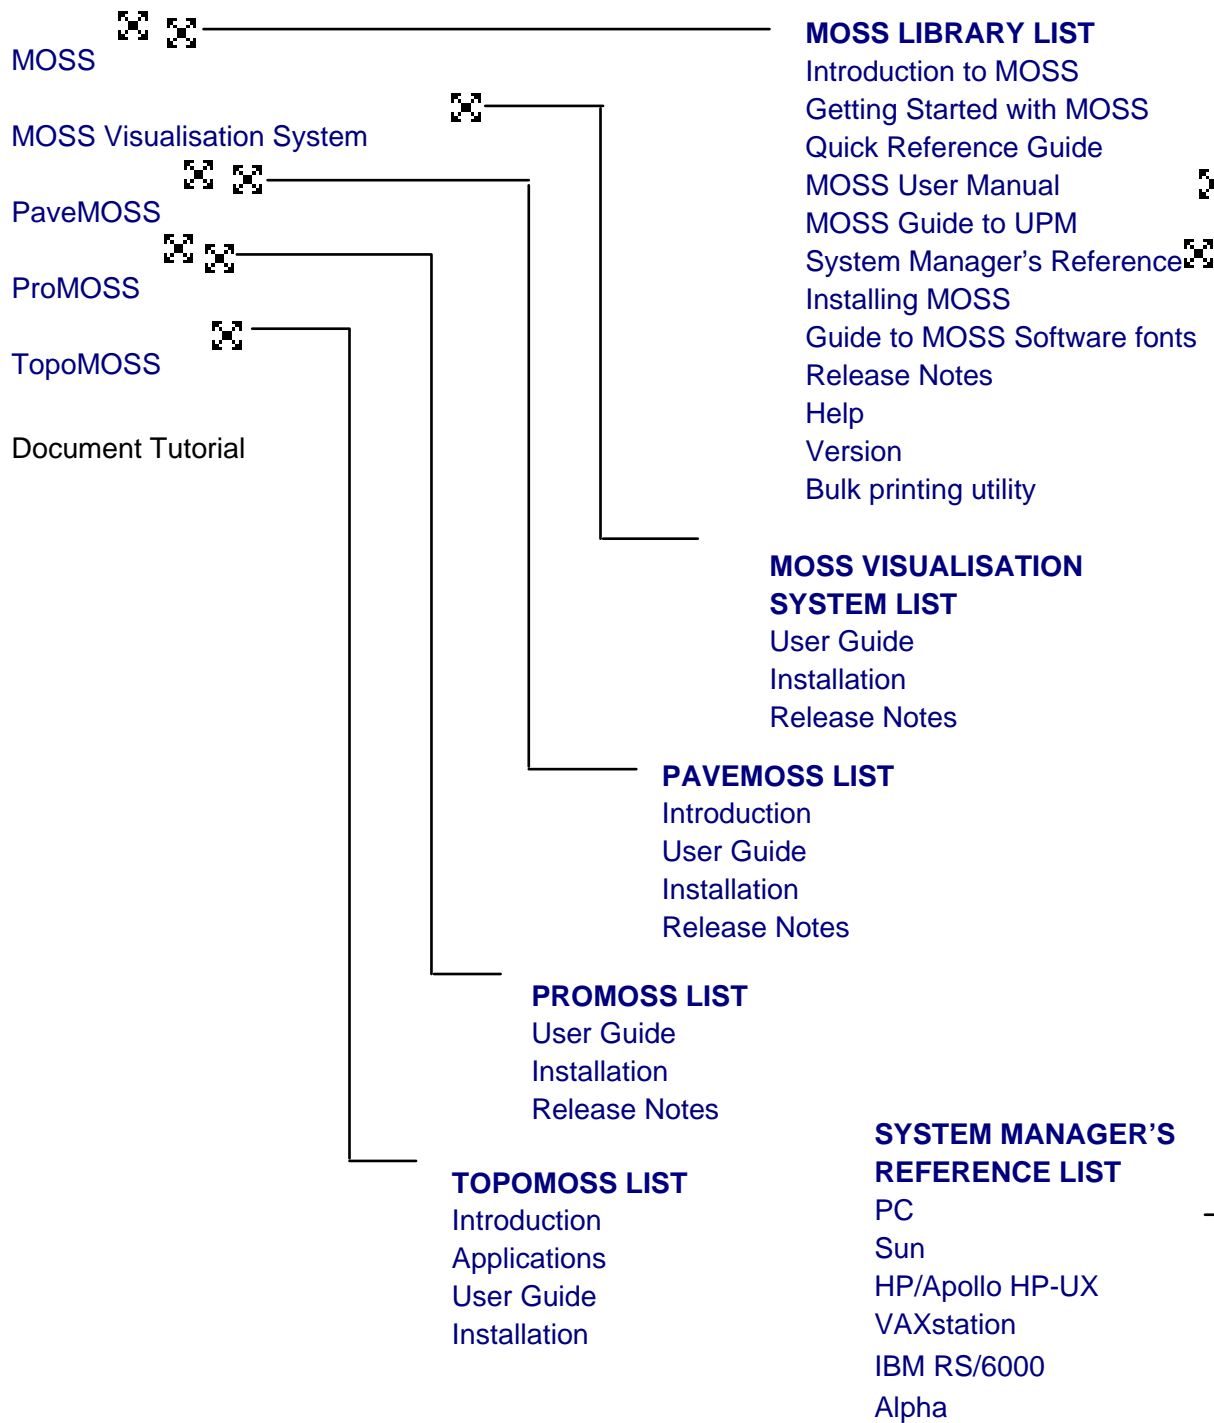 MOSS
MOSS Visualisation System
PaveMOSS
ProMOSS
TopoMOSS
Document Tutorial
MOSS LIBRARY LIST
Introduction to MOSS
Getting Started with MOSS
Quick Reference Guide
MOSS User Manual
MOSS Guide to UPM
System Manager’s Reference
Installing MOSS
Guide to MOSS Software fonts
Release Notes
Help
Version
Bulk printing utility
MOSS VISUALISATION
SYSTEM LIST
User Guide
Installation
Release Notes
PAVEMOSS LIST
Introduction
User Guide
Installation
Release Notes
PROMOSS LIST
User Guide
Installation
Release Notes
TOPOMOSS LIST
Introduction
Applications
User Guide
Installation
SYSTEM MANAGER’S
REFERENCE LIST
PC
Sun
HP/Apollo HP-UX
VAXstation
IBM RS/6000
Alpha